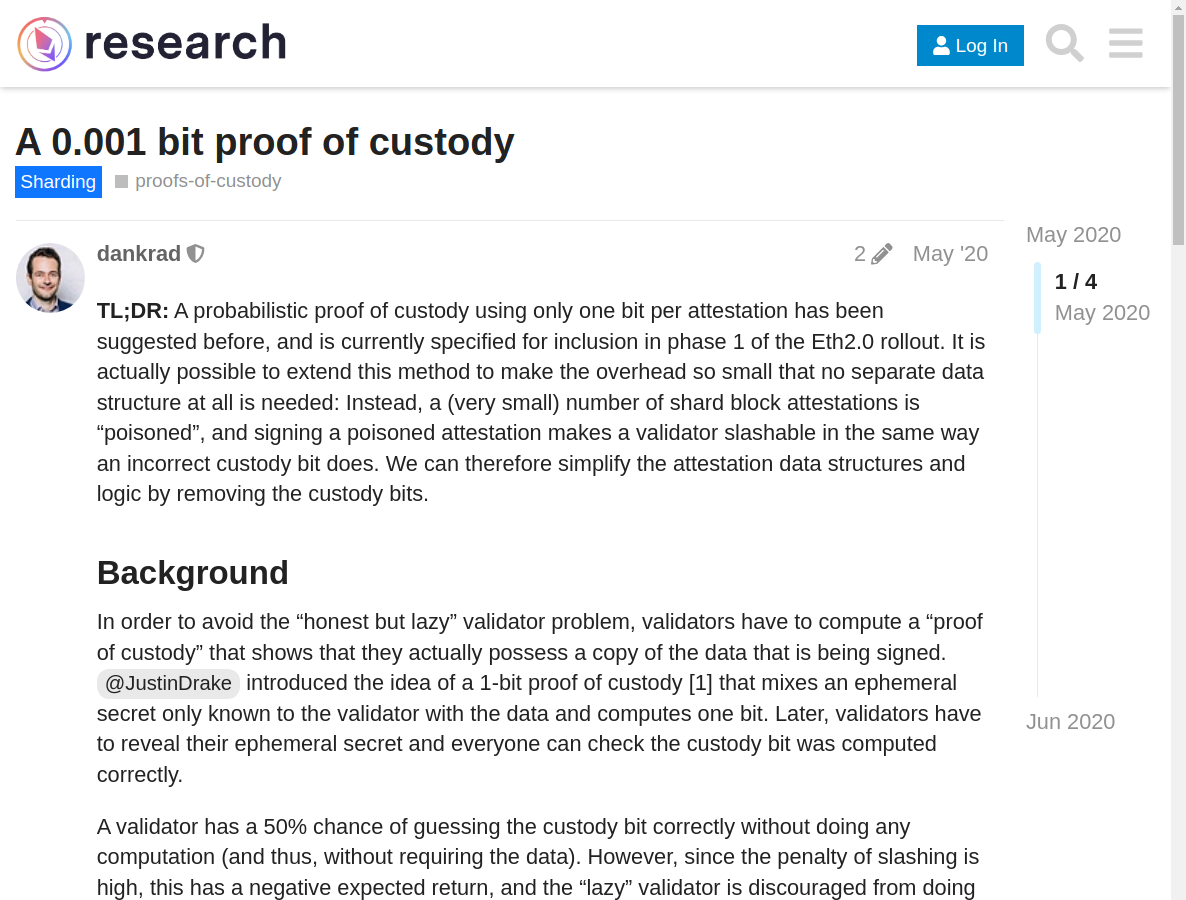 research
Log In
A 0.001 bit proof of custody
Sharding proofs-of-custody
dankrad 2 May '20
TL;DR: A probabilistic proof of custody using only one bit per attestation has been
suggested before, and is currently specified for inclusion in phase 1 of the Eth2.0 rollout. It is
actually possible to extend this method to make the overhead so small that no separate data
structure at all is needed: Instead, a (very small) number of shard block attestations is
“poisoned”, and signing a poisoned attestation makes a validator slashable in the same way
an incorrect custody bit does. We can therefore simplify the attestation data structures and
logic by removing the custody bits.
Background
In order to avoid the “honest but lazy” validator problem, validators have to compute a “proof
of custody” that shows that they actually possess a copy of the data that is being signed.
@JustinDrake introduced the idea of a 1-bit proof of custody [1] that mixes an ephemeral
secret only known to the validator with the data and computes one bit. Later, validators have
to reveal their ephemeral secret and everyone can check the custody bit was computed
correctly.
A validator has a 50% chance of guessing the custody bit correctly without doing any
computation (and thus, without requiring the data). However, since the penalty of slashing is
high, this has a negative expected return, and the “lazy” validator is discouraged from doing
May 2020
1 / 4
May 2020
Jun 2020